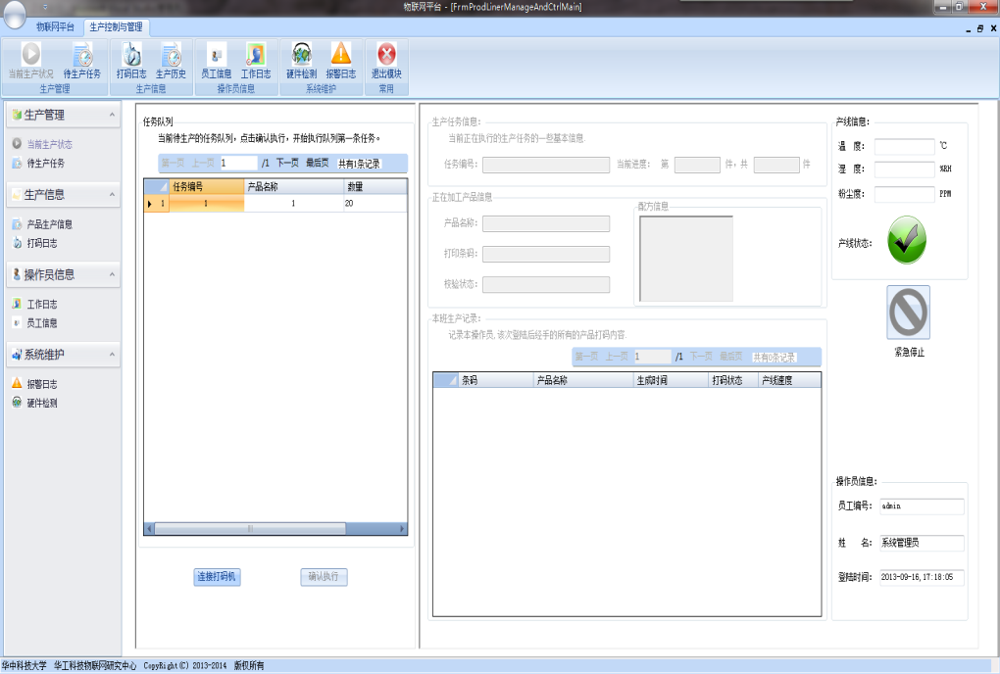 物联网平台 - [FrmProdLinerManageAndCtrlMain]
物联网平台 生产控制与管理
当前生产状况 待生产任务 打码日志 生产历史 员工信息 工作日志 硬件检测 报警日志 退出模块
生产管理 生产信息 操作员信息 系统维护 常用
生产管理
当前生产状态
待生产任务
生产信息
产品生产信息
打码日志
操作员信息
工作日志
员工信息
系统维护
报警日志
硬件检测
任务队列
当前待生产的任务队列，点击确认执行，开始执行队列第一条任务。
第一页 上一页 1 /1 下一页 最后页 共有1条记录
任务编号 产品名称 数量
1 1 1 20
连接打码机 确认执行
生产任务信息:
当前正在执行的生产任务的一些基本信息.
任务编号: 当前进度: 第 件，共 件
正在加工产品信息
产品名称:
打印条码:
校验状态:
配方信息
本班生产记录:
记录本操作员,该次登陆后经手的所有的产品打码内容.
第一页 上一页 1 /1 下一页 最后页 共有0条记录
条码 产品名称 生成时间 打码状态 产线速度
产线信息:
温 度: ℃
湿 度: %RH
粉尘度: PPM
产线状态:
紧急停止
操作员信息:
员工编号: admin
姓 名: 系统管理员
登陆时间: 2013-09-16,17:18:05
华中科技大学 华工科技物联网研究中心 CopyRight(C) 2013-2014 版权所有